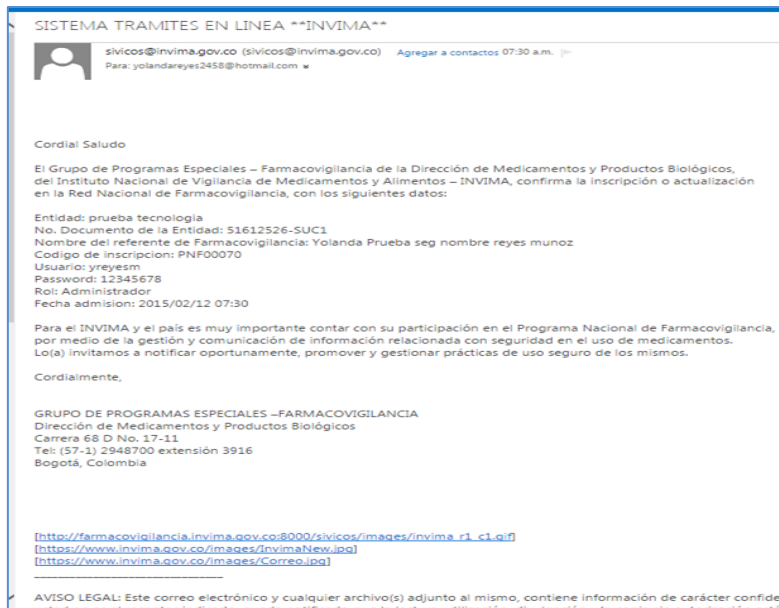 SISTEMA TRAMITES EN LINEA **INVIMA**
sivicos@invima.gov.co (sivicos@invima.gov.co) Agregar a contactos 07:30 a.m.
Para: yolandareyes2458@hotmail.com
Cordial Saludo
El Grupo de Programas Especiales – Farmacovigilancia de la Dirección de Medicamentos y Productos Biológicos,
del Instituto Nacional de Vigilancia de Medicamentos y Alimentos – INVIMA, confirma la inscripción o actualización
en la Red Nacional de Farmacovigilancia, con los siguientes datos:
Entidad: prueba tecnologia
No. Documento de la Entidad: 51612526-SUC1
Nombre del referente de Farmacovigilancia: Yolanda Prueba seg nombre reyes munoz
Codigo de inscripcion: PNF00070
Usuario: yreyesm
Password: 12345678
Rol: Administrador
Fecha admision: 2015/02/12 07:30
Para el INVIMA y el país es muy importante contar con su participación en el Programa Nacional de Farmacovigilancia,
por medio de la gestión y comunicación de información relacionada con seguridad en el uso de medicamentos.
Lo(a) invitamos a notificar oportunamente, promover y gestionar prácticas de uso seguro de los mismos.
Cordialmente,
GRUPO DE PROGRAMAS ESPECIALES –FARMACOVIGILANCIA
Dirección de Medicamentos y Productos Biológicos
Carrera 68 D No. 17-11
Tel: (57-1) 2948700 extensión 3916
Bogotá, Colombia
[http://farmacovigilancia.invima.gov.co:8000/sivicos/images/invima_r1_c1.gif]
[https://www.invima.gov.co/images/InvimaNew.jpg]
[https://www.invima.gov.co/images/Correo.jpg]
________________________________
AVISO LEGAL: Este correo electrónico y cualquier archivo(s) adjunto al mismo, contiene información de carácter confide